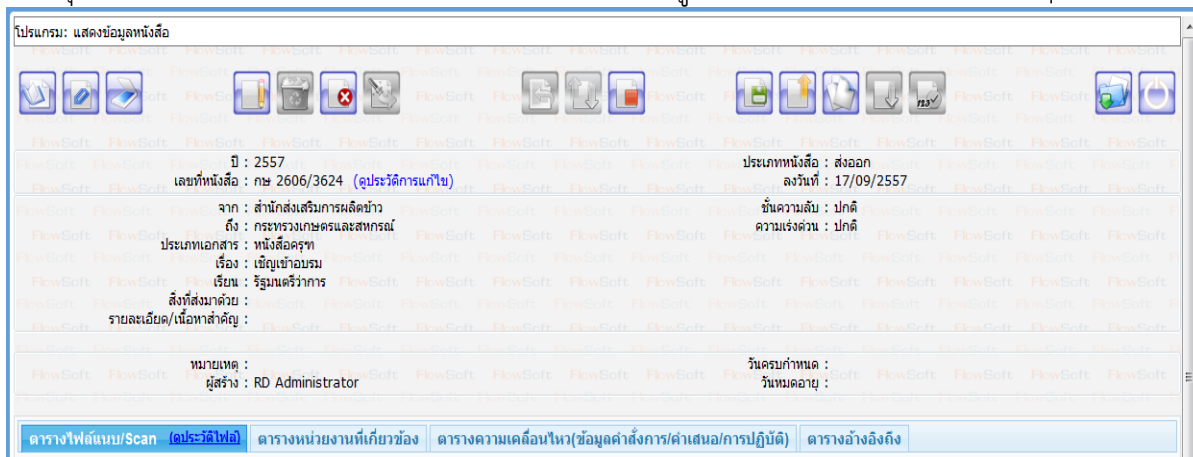 โปรแกรม: แสดงข้อมูลหนังสือ
ปี : 2557
ประเภทหนังสือ : ส่งออก
เลขที่หนังสือ : กษ 2606/3624 (ดูประวัติการแก้ไข)
ลงวันที่ : 17/09/2557
จาก : สำนักส่งเสริมการผลิตข้าว
ชั้นความลับ : ปกติ
ถึง : กระทรวงเกษตรและสหกรณ์
ความเร่งด่วน : ปกติ
ประเภทเอกสาร : หนังสือครุฑ
เรื่อง : เชิญเข้าอบรม
เรียน : รัฐมนตรีว่าการ
สิ่งที่ส่งมาด้วย :
รายละเอียด/เนื้อหาสำคัญ :
หมายเหตุ :
วันครบกำหนด :
ผู้สร้าง : RD Administrator
วันหมดอายุ :
ตารางไฟล์แนบ/Scan (ดูประวัติไฟล์) ตารางหน่วยงานที่เกี่ยวข้อง ตารางความเคลื่อนไหว(ข้อมูลคำสั่งการ/คำเสนอ/การปฏิบัติ) ตารางอ้างอิงถึง